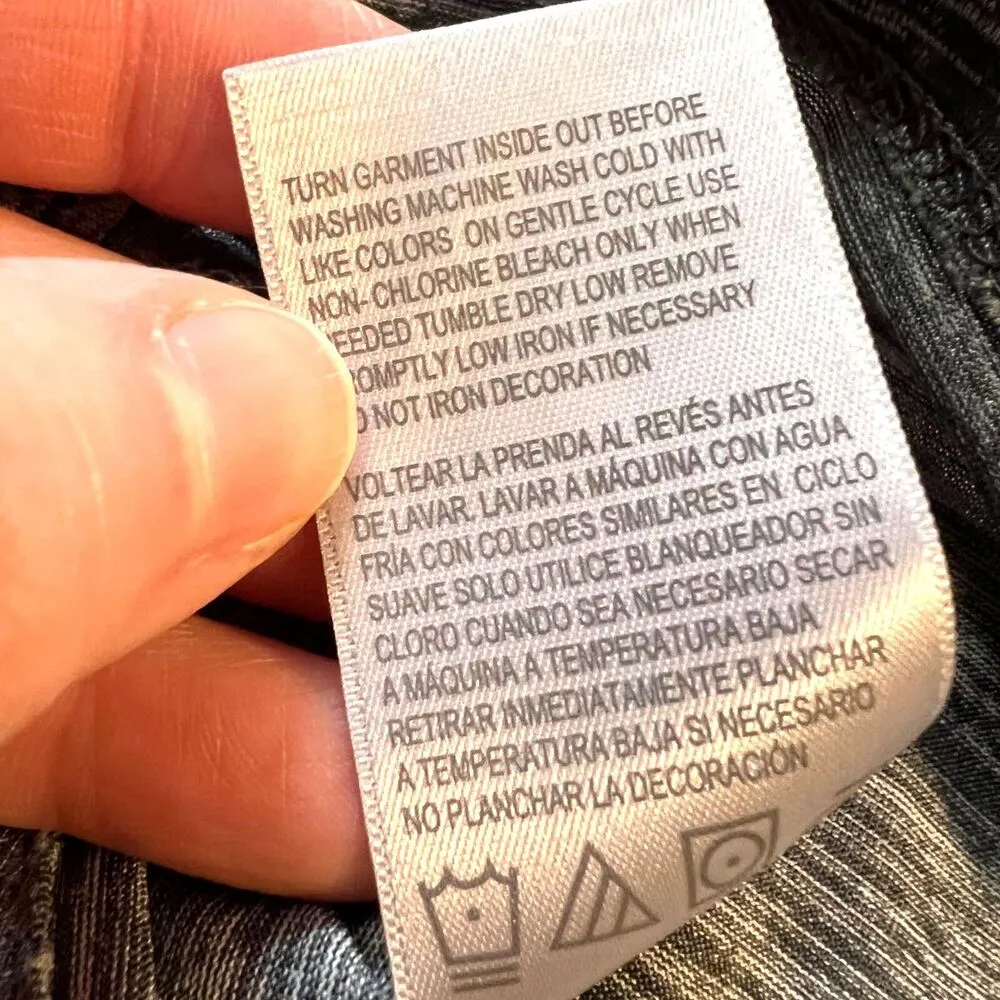 TURN GARMENT INSIDE OUT BEFORE
WASHING MACHINE WASH COLD WITH
LIKE COLORS ON GENTLE CYCLE USE
NON-CHLORINE BLEACH ONLY WHEN
EEDED TUMBLE DRY LOW REMOVE
OMPTLY LOW IRON IF NECESSARY
O NOT IRON DECORATION
VOLTEAR LA PRENDA AL REVÉS ANTES
DE LAVAR. LAVAR A MÁQUINA CON AGUA
FRÍA CON COLORES SIMILARES EN CICLO
SUAVE SOLO UTILICE BLANQUEADOR SIN
CLORO CUANDO SEA NECESARIO SECAR
A MÁQUINA A TEMPERATURA BAJA
RETIRAR INMEDIATAMENTE PLANCHAR
A TEMPERATURA BAJA SI NECESARIO
NO PLANCHAR LA DECORACIÓN